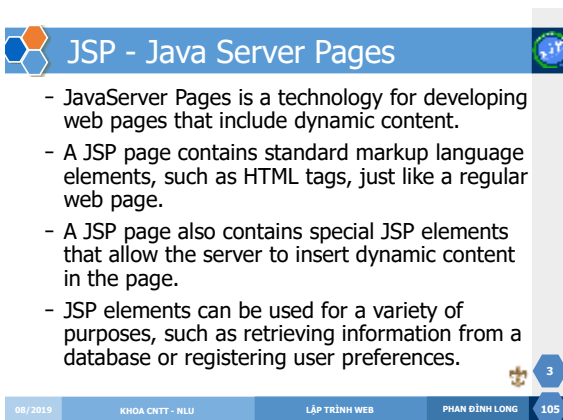 JSP - Java Server Pages
- JavaServer Pages is a technology for developing
web pages that include dynamic content.
- A JSP page contains standard markup language
elements, such as HTML tags, just like a regular
web page.
- A JSP page also contains special JSP elements
that allow the server to insert dynamic content
in the page.
- JSP elements can be used for a variety of
purposes, such as retrieving information from a
database or registering user preferences.
3
08/2019 KHOA CNTT - NLU LẬP TRÌNH WEB PHAN ĐÌNH LONG 105